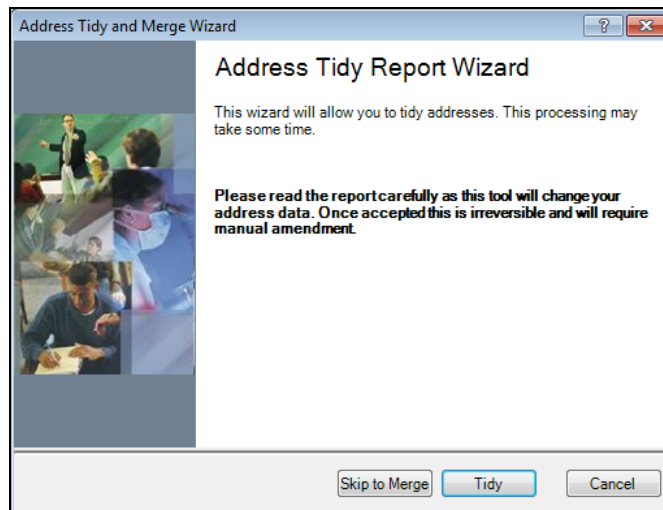 Address Tidy and Merge Wizard
?
Address Tidy Report Wizard
This wizard will allow you to tidy addresses. This processing may
take some time.
Please read the report carefully as this tool will change your
address data. Once accepted this is irreversible and will require
manual amendment.
Skip to Merge
Tidy
Cancel